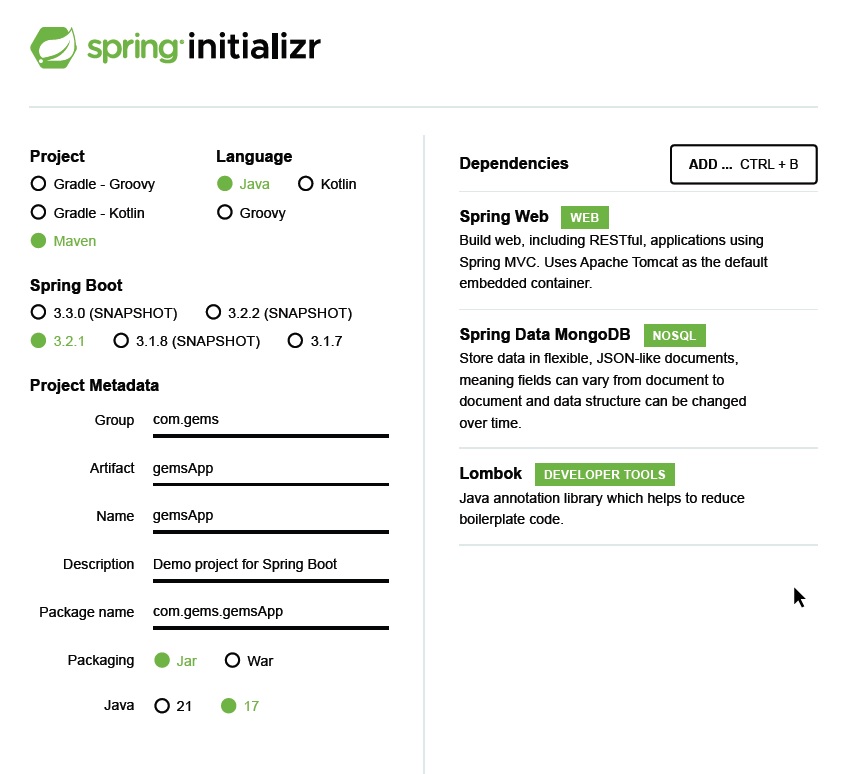 spring initializr
Project
Gradle - Groovy
Gradle - Kotlin
Maven
Language
Java Kotlin
Groovy
Spring Boot
3.3.0 (SNAPSHOT) 3.2.2 (SNAPSHOT)
3.2.1 3.1.8 (SNAPSHOT) 3.1.7
Project Metadata
Group com.gems
Artifact gemsApp
Name gemsApp
Description Demo project for Spring Boot
Package name com.gems.gemsApp
Packaging Jar War
Java 21 17
Dependencies ADD ... CTRL + B
Spring Web WEB
Build web, including RESTful, applications using
Spring MVC. Uses Apache Tomcat as the default
embedded container.
Spring Data MongoDB NOSQL
Store data in flexible, JSON-like documents,
meaning fields can vary from document to
document and data structure can be changed
over time.
Lombok DEVELOPER TOOLS
Java annotation library which helps to reduce
boilerplate code.